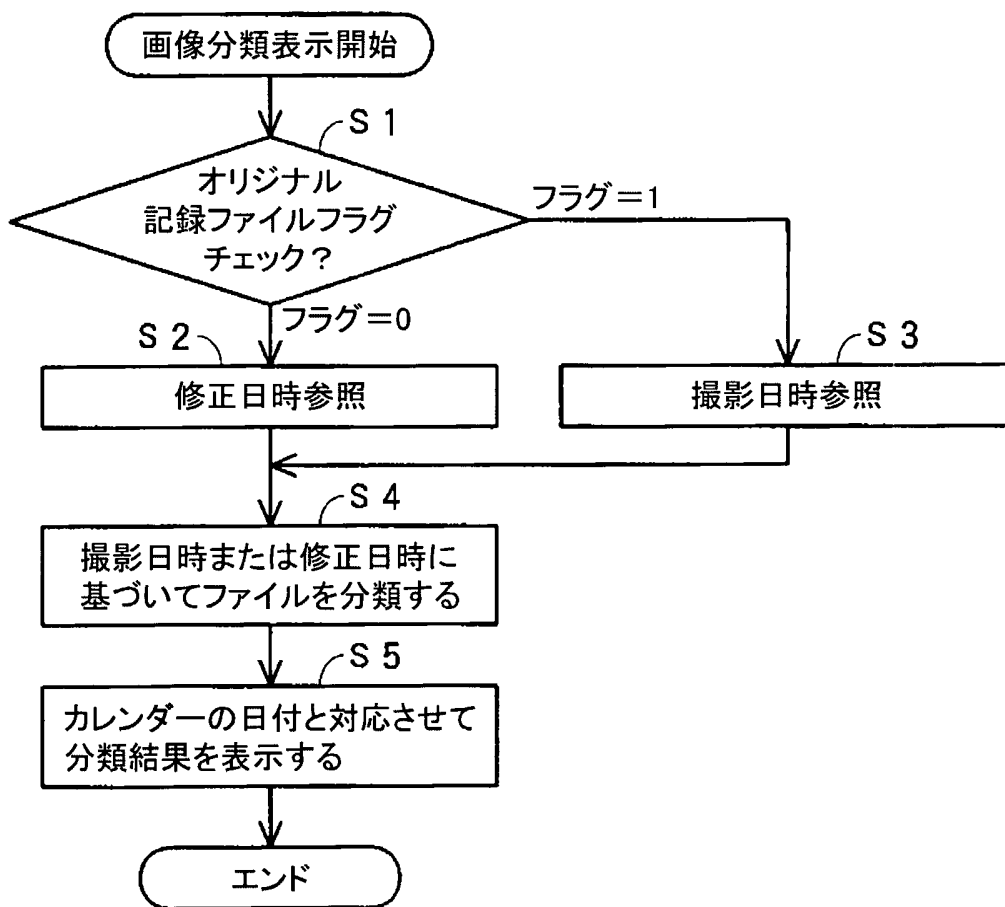 画像分類表示開始
S 1
オリジナル
記録ファイルフラグ
チェック？
フラグ＝1
フラグ＝0
S 2
修正日時参照
S 3
撮影日時参照
S 4
撮影日時または修正日時に
基づいてファイルを分類する
S 5
カレンダーの日付と対応させて
分類結果を表示する
エンド